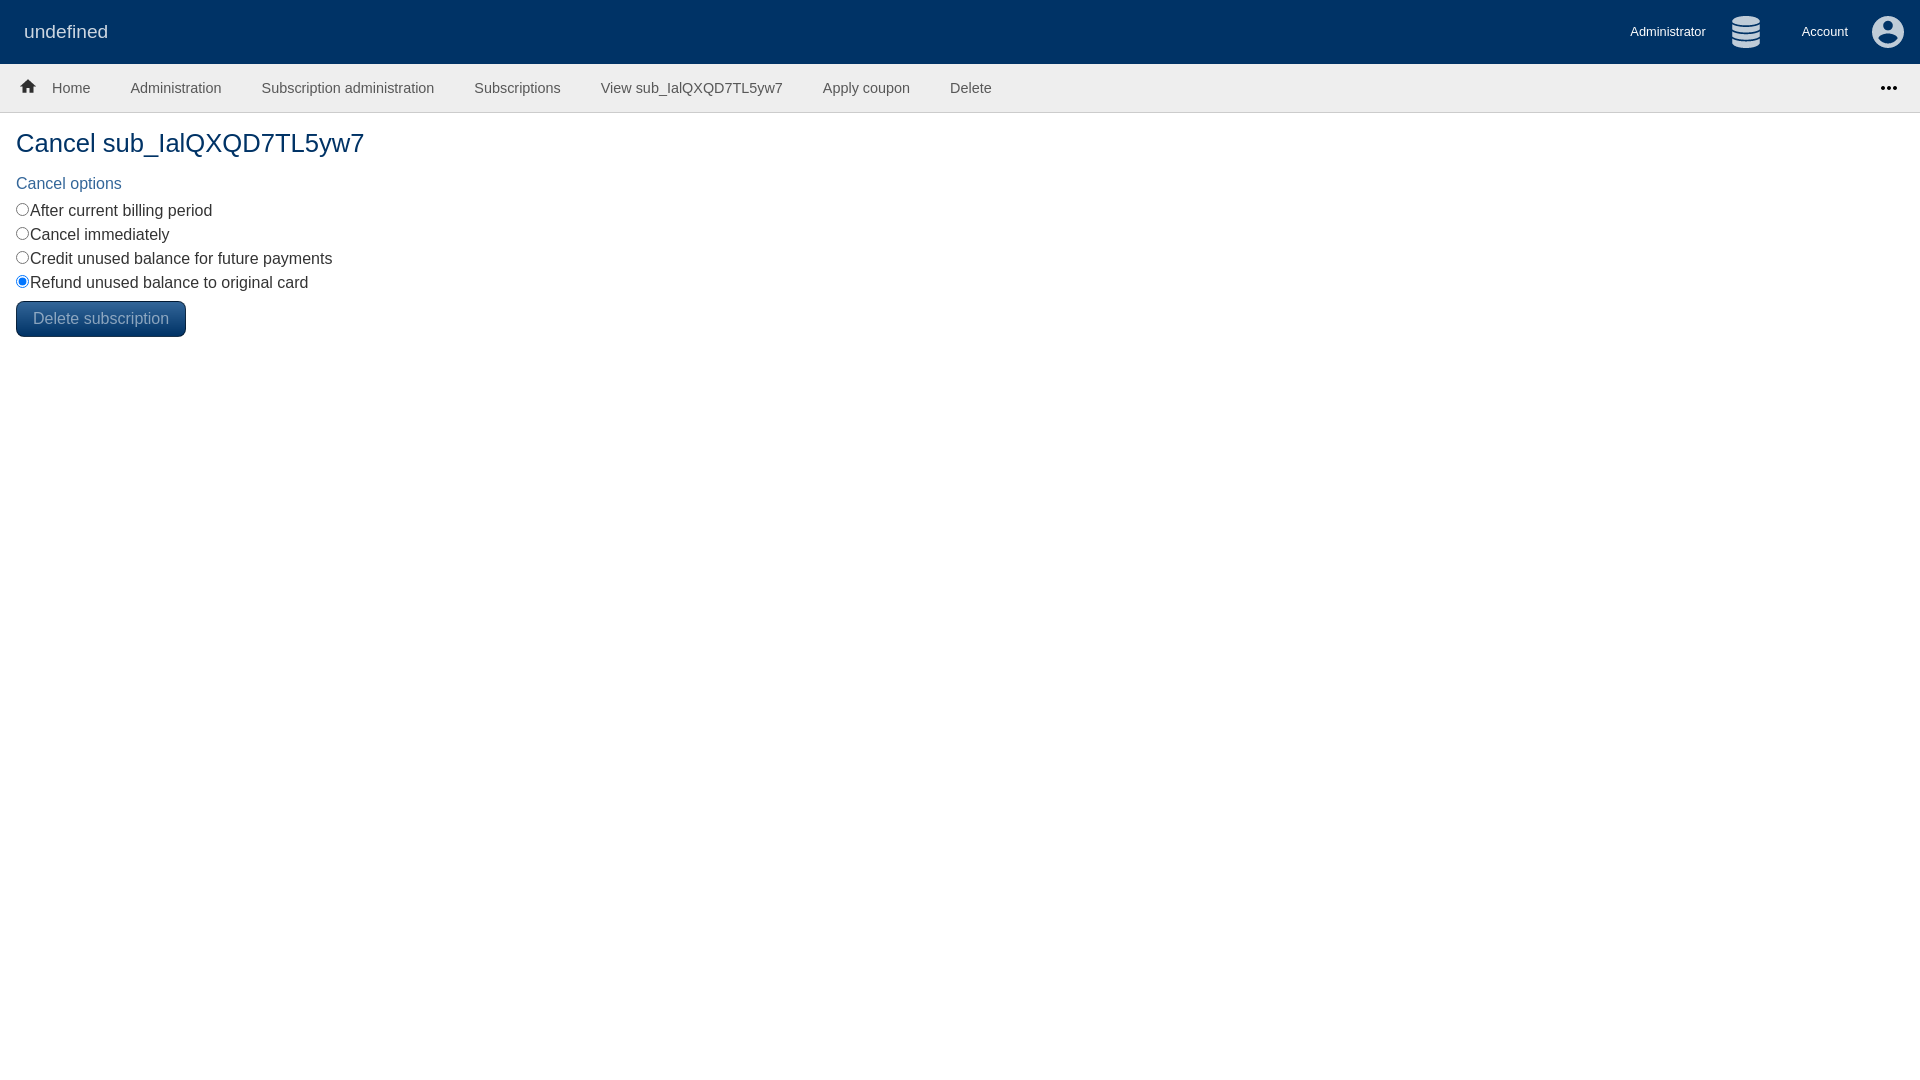 undefined
Administrator
Account
Home
Administration
Subscription administration
Subscriptions
View sub_IalQXQD7TL5yw7
Apply coupon
Delete
Cancel sub_IalQXQD7TL5yw7
Cancel options
After current billing period
Cancel immediately
Credit unused balance for future payments
Refund unused balance to original card
Delete subscription